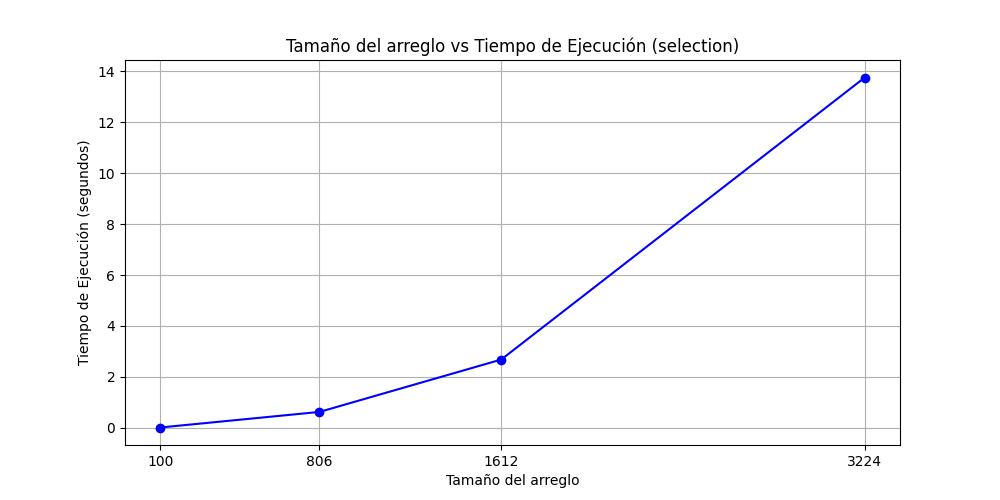 Tamaño del arreglo vs Tiempo de Ejecución (selection)
Tiempo de Ejecución (segundos)
14
12
10
8
6
4
2
0
100 806 1612 3224
Tamaño del arreglo